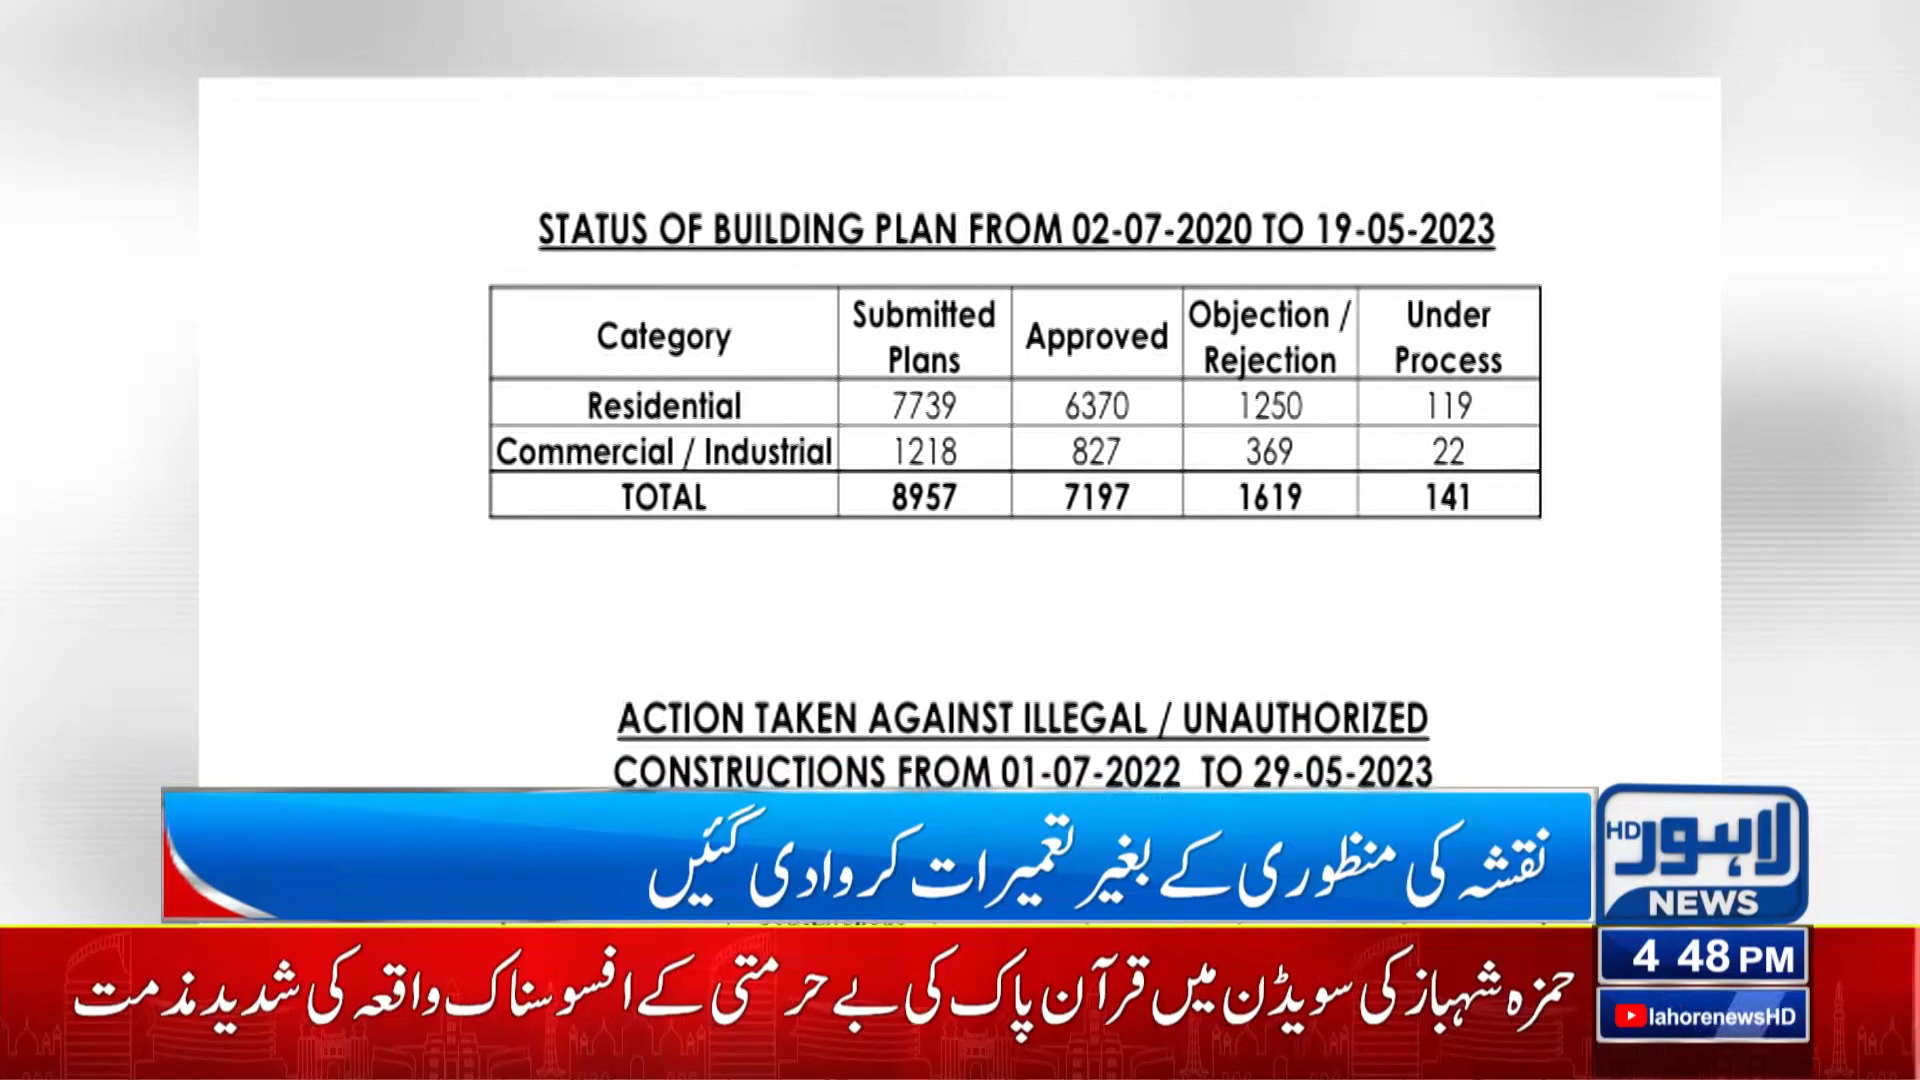 STATUS OF BUILDING PLAN FROM 02-07-2020 TO 19-05-2023
Category Submitted Plans Approved Objection / Rejection Under Process
Residential 7739 6370 1250 119
Commercial / Industrial 1218 827 369 22
TOTAL 8957 7197 1619 141
ACTION TAKEN AGAINST ILLEGAL / UNAUTHORIZED
CONSTRUCTIONS FROM 01-07-2022 TO 29-05-2023
نقشہ کی منظوری کے بغیر تعمیرات کروادی گئیں
لاہور HD
NEWS
حمزہ شہباز کی سویڈن میں قرآن پاک کی بے حرمتی کے افسوسناک واقعہ کی شدید مذمت
4 48 PM
lahorenewsHD